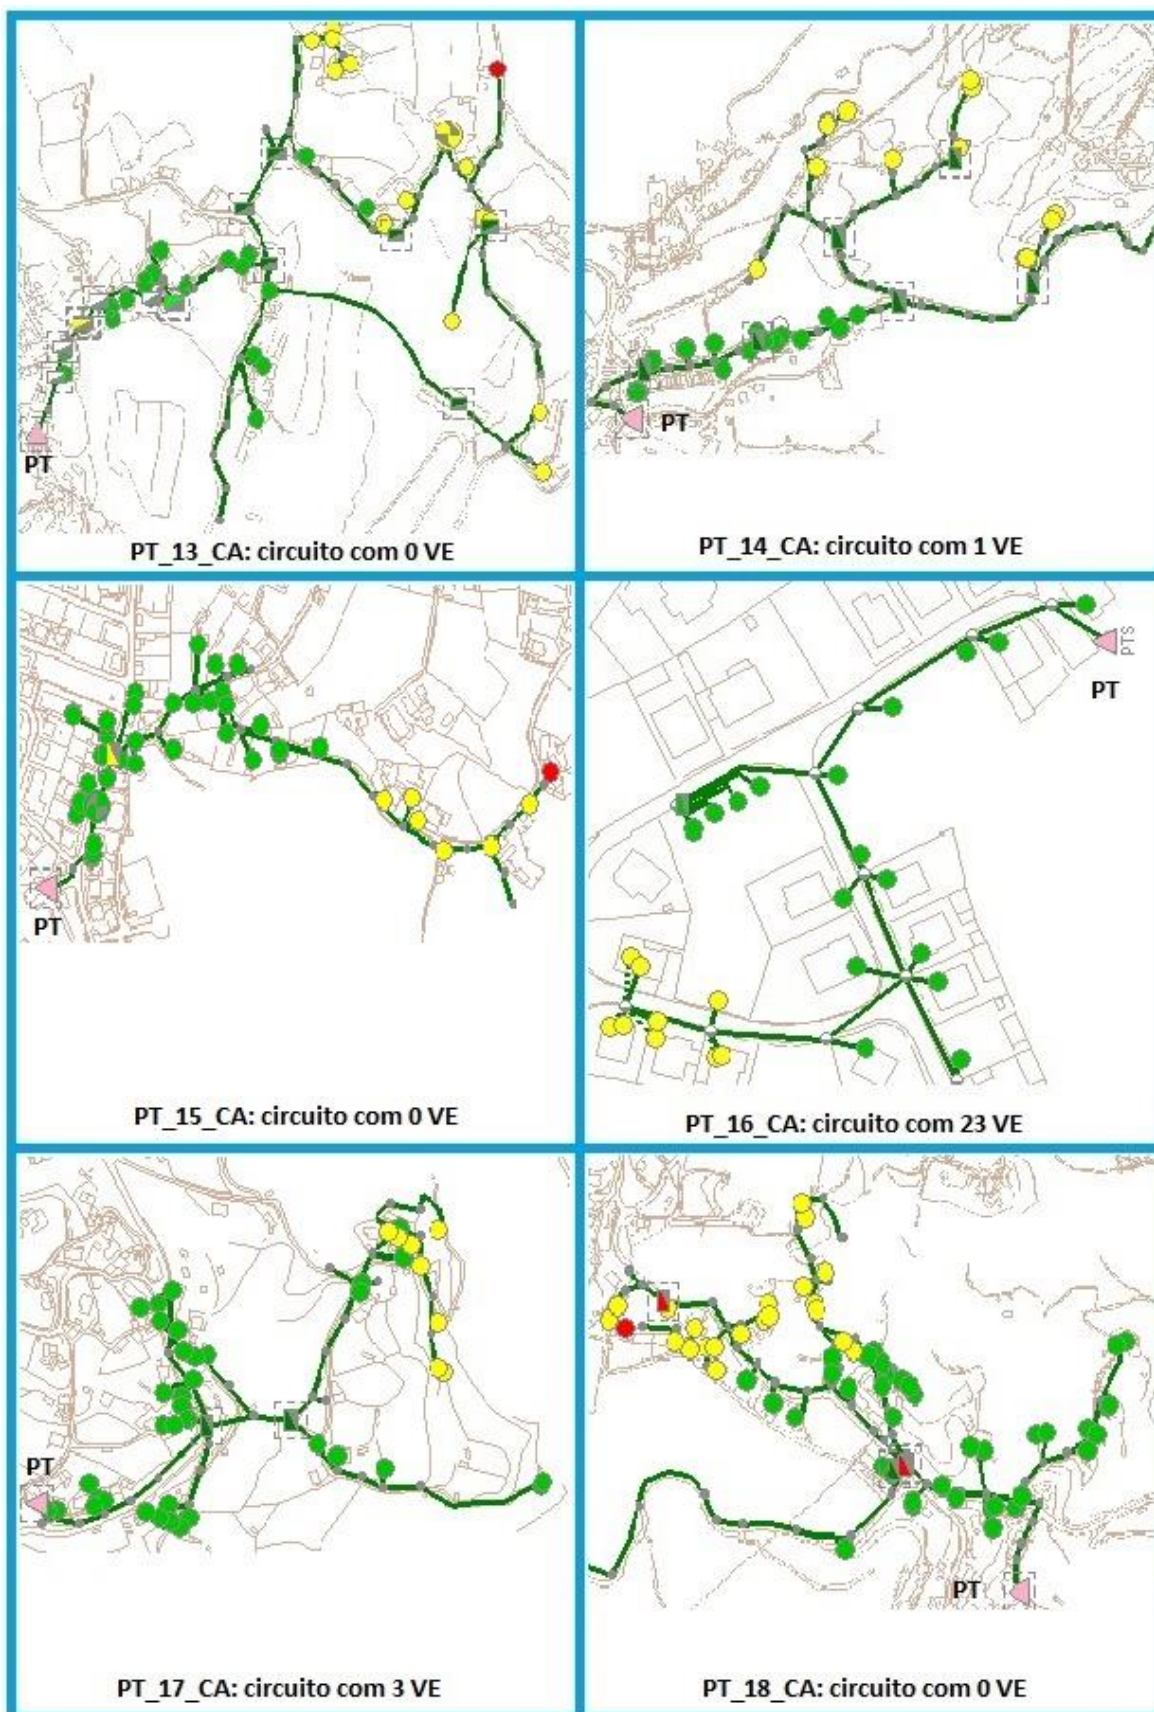 PT
PT_13_CA: circuito com 0 VE
PT
PT_14_CA: circuito com 1 VE
PT
PT_15_CA: circuito com 0 VE
PTS
PT
PT_16_CA: circuito com 23 VE
PT
PT_17_CA: circuito com 3 VE
PT
PT_18_CA: circuito com 0 VE